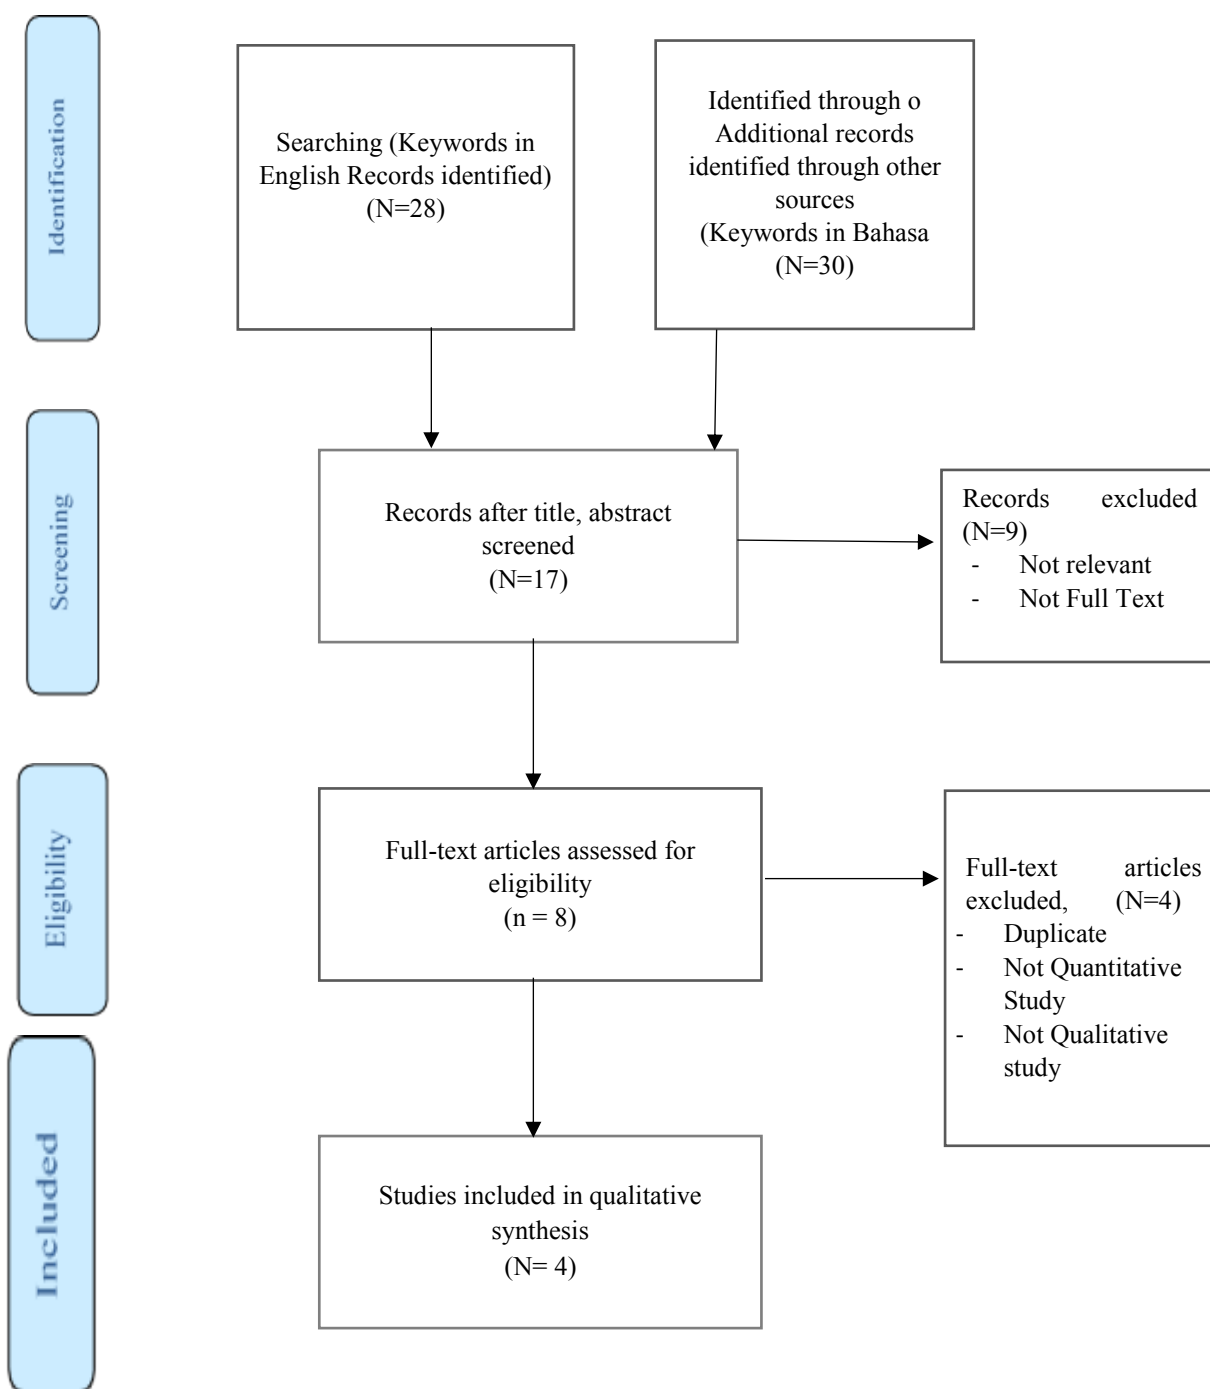 Identification
Searching (Keywords in
English Records identified)
(N=28)
Identified through o
Additional records
identified through other
sources
(Keywords in Bahasa
(N=30)
Screening
Records after title, abstract
screened
(N=17)
Records excluded
(N=9)
- Not relevant
- Not Full Text
Eligibility
Full-text articles assessed for
eligibility
(n = 8)
Full-text articles
excluded, (N=4)
- Duplicate
- Not Quantitative
Study
- Not Qualitative
study
Included
Studies included in qualitative
synthesis
(N= 4)